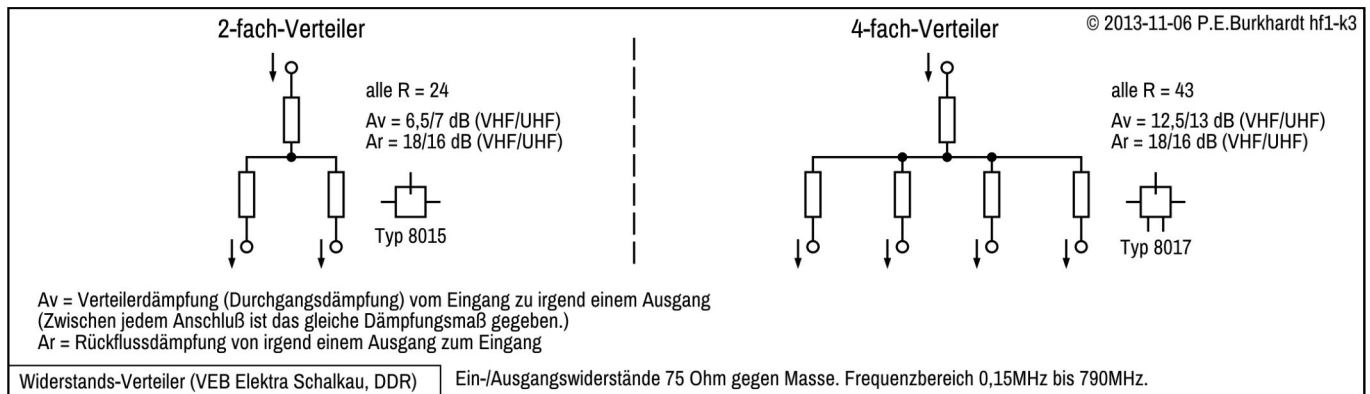 2-fach-Verteiler
alle R = 24
Av = 6,5/7 dB (VHF/UHF)
Ar = 18/16 dB (VHF/UHF)
Typ 8015
4-fach-Verteiler
© 2013-11-06 P.E.Burkhardt hf1-k3
alle R = 43
Av = 12,5/13 dB (VHF/UHF)
Ar = 18/16 dB (VHF/UHF)
Typ 8017
Av = Verteilerdämpfung (Durchgangsdämpfung) vom Eingang zu irgend einem Ausgang
(Zwischen jedem Anschluß ist das gleiche Dämpfungsmaß gegeben.)
Ar = Rückflussdämpfung von irgend einem Ausgang zum Eingang
Widerstands-Verteiler (VEB Elektra Schalkau, DDR)
Ein-/Ausgangswiderstände 75 Ohm gegen Masse. Frequenzbereich 0,15MHz bis 790MHz.